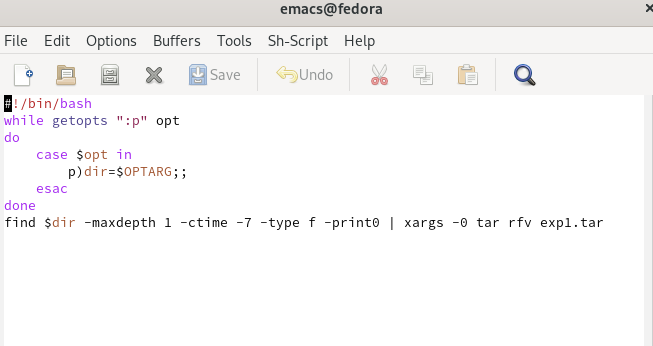 emacs@fedora
File Edit Options Buffers Tools Sh-Script Help
Save Undo
#!/bin/bash
while getopts ":p" opt
do
    case $opt in
        p)dir=$OPTARG;;
    esac
done
find $dir -maxdepth 1 -ctime -7 -type f -print0 | xargs -0 tar rfv exp1.tar